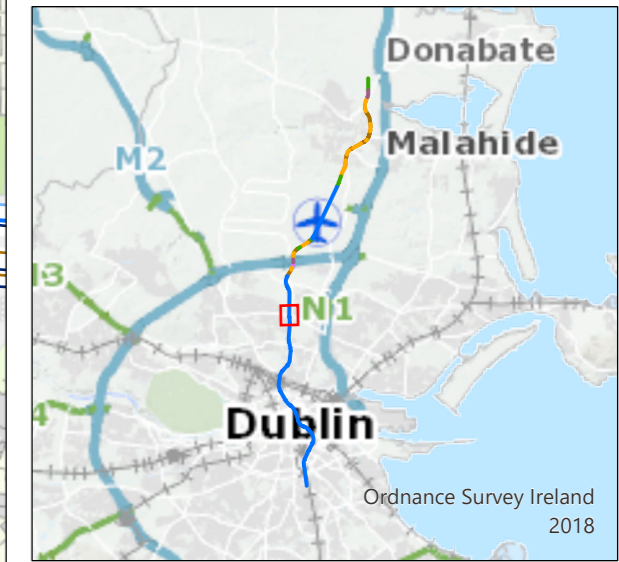 Donabate
M2
Malahide
N1
Dublin
Ordnance Survey Ireland
2018